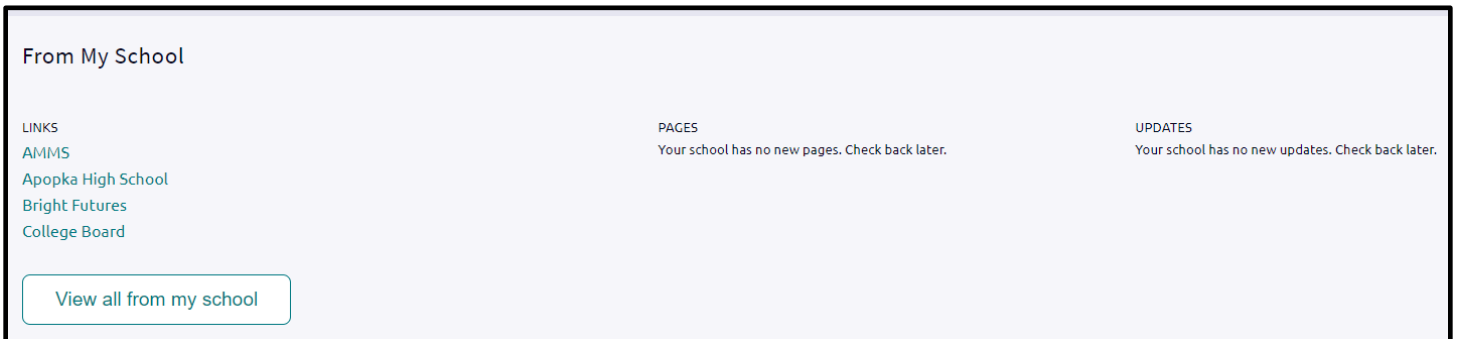 From My School
LINKS
AMMS
Apopka High School
Bright Futures
College Board
PAGES
Your school has no new pages. Check back later.
UPDATES
Your school has no new updates. Check back later.
View all from my school